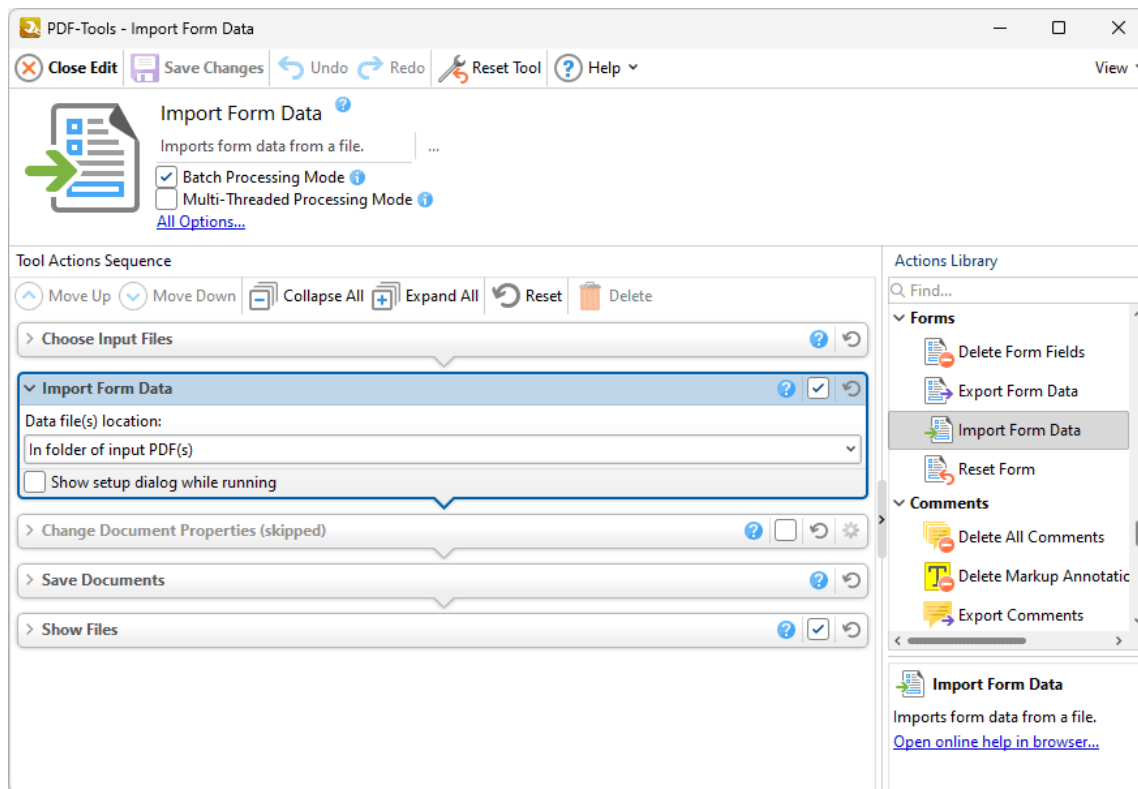 PDF-Tools - Import Form Data
Close Edit Save Changes Undo Redo Reset Tool ? Help View
Import Form Data ?
Imports form data from a file. ...
Batch Processing Mode i
Multi-Threaded Processing Mode i
All Options...
Tool Actions Sequence
Move Up Move Down Collapse All Expand All Reset Delete
Choose Input Files ?
Import Form Data ?
Data file(s) location:
In folder of input PDF(s)
Show setup dialog while running
Change Document Properties (skipped) ?
Save Documents ?
Show Files ?
Actions Library
Find...
Forms
Delete Form Fields
Export Form Data
Import Form Data
Reset Form
Comments
Delete All Comments
T Delete Markup Annotatic
Export Comments
Import Form Data
Imports form data from a file.
Open online help in browser...